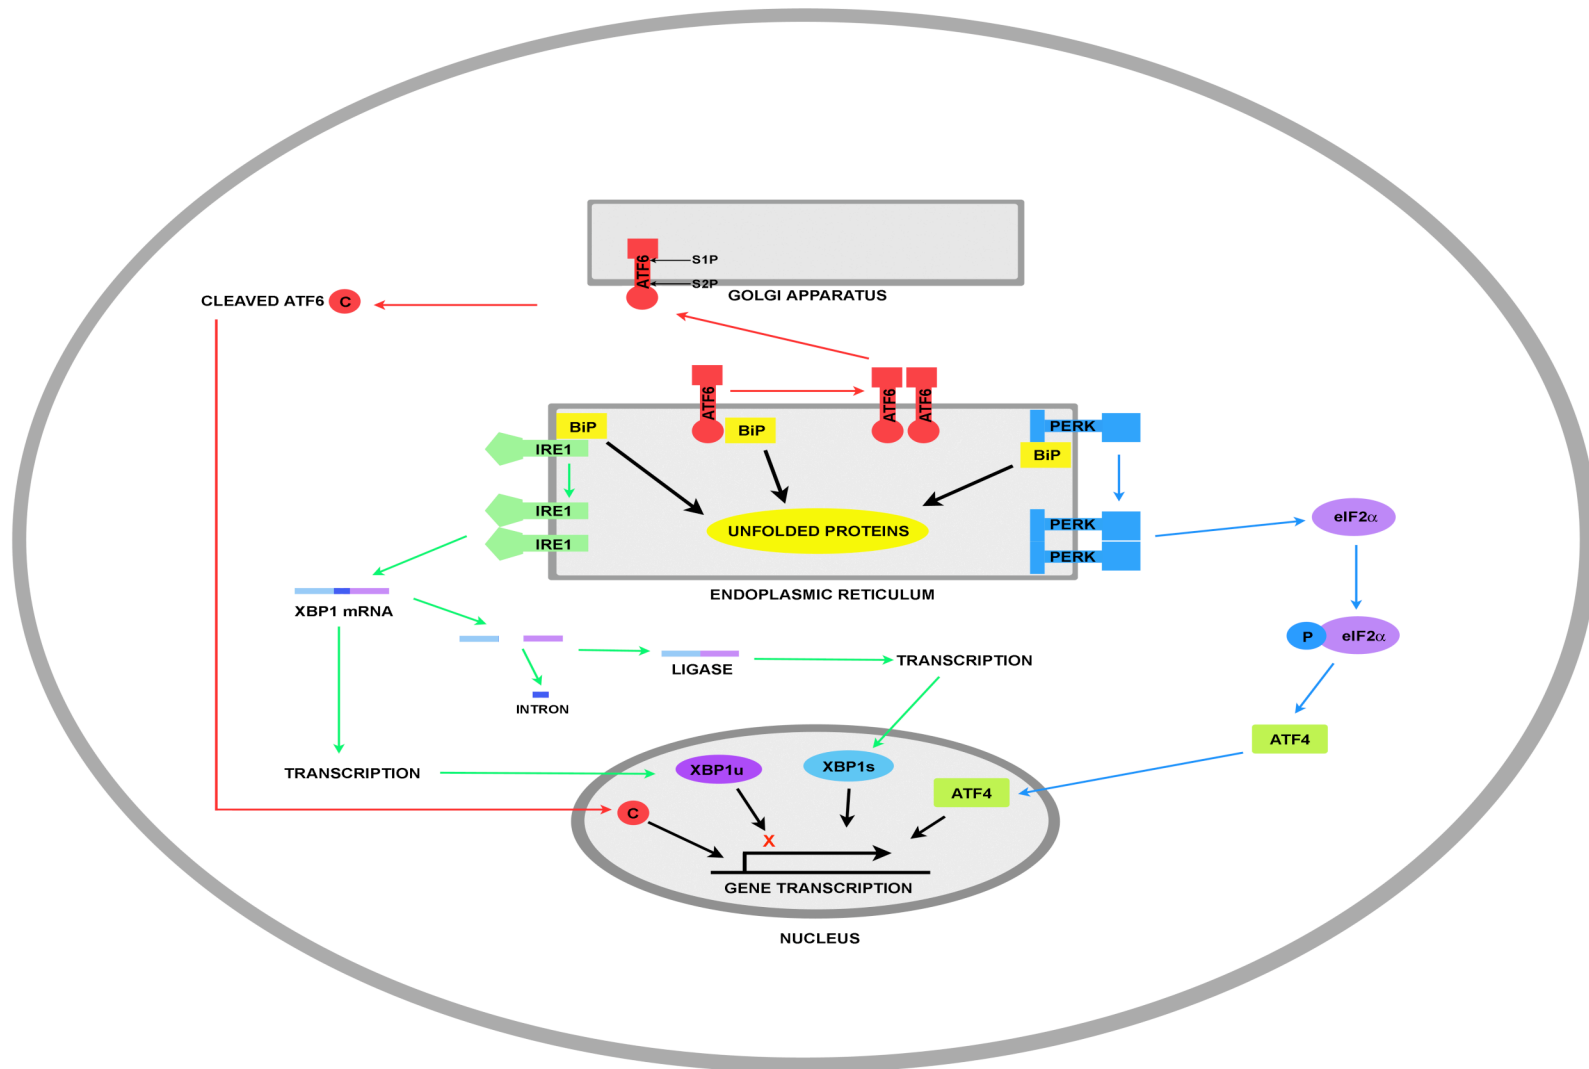 ATF6
S1P
S2P
GOLGI APPARATUS
CLEAVED ATF6
C
ATF6
ATF6
ATF6
BiP
BiP
PERK
IRE1
BiP
IRE1
UNFOLDED PROTEINS
PERK
eIF2α
IRE1
PERK
ENDOPLASMIC RETICULUM
XBP1 mRNA
P
eIF2α
LIGASE
TRANSCRIPTION
INTRON
ATF4
TRANSCRIPTION
XBP1u
XBP1s
ATF4
C
X
GENE TRANSCRIPTION
NUCLEUS